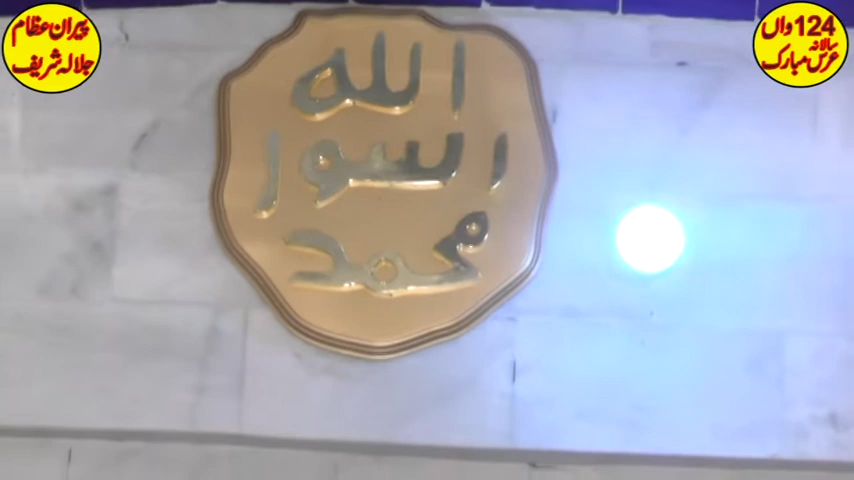 پیران عظام
جلالہ شریف
124 واں
سالانہ
عرس مبارک
الله
رسول
محمد